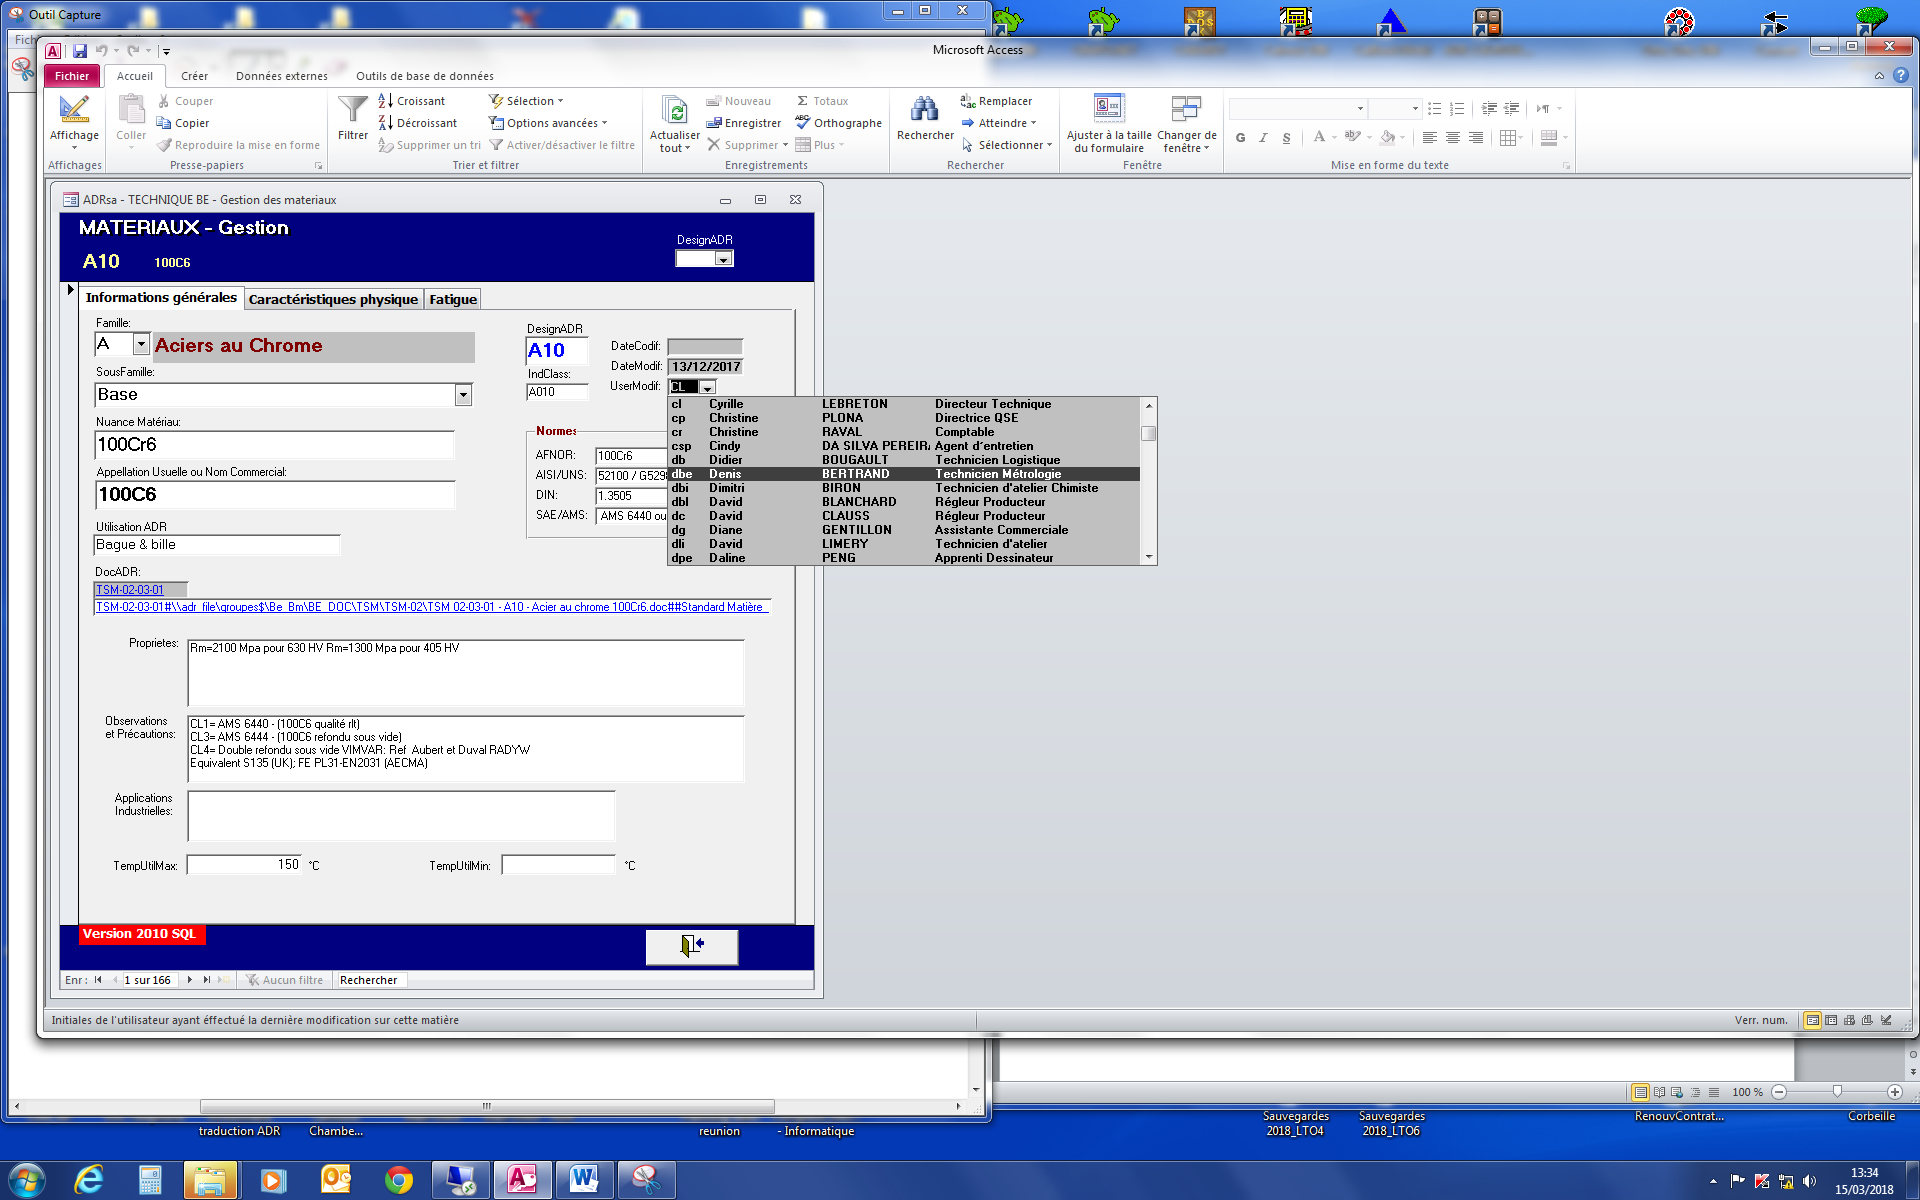 Outil Capture
Microsoft Access
Fichier
Accueil
Créer
Données externes
Outils de base de données
Affichage
Affichages
Coller
Couper
Copier
Reproduire la mise en forme
Presse-papiers
Filtrer
Croissant
Décroissant
Supprimer un tri
Sélection
Options avancées
Activer/désactiver le filtre
Trier et filtrer
Actualiser
tout
Nouveau
Enregistrer
Supprimer
Totaux
Orthographe
Plus
Enregistrements
Rechercher
Remplacer
Atteindre
Sélectionner
Rechercher
Ajuster à la taille
du formulaire
Changer de
fenêtre
Fenêtre
G I S
Mise en forme du texte
ADRsa - TECHNIQUE BE - Gestion des materiaux
MATERIAUX - Gestion
DesignADR
A10 100C6
Informations générales
Caractéristiques physique
Fatigue
Famille:
A Aciers au Chrome
SousFamille:
Base
Nuance Matériau:
100Cr6
Appellation Usuelle ou Nom Commercial:
100C6
Utilisation ADR
Bague & bille
DesignADR
A10
IndClass:
A010
DateCodif:
DateModif: 13/12/2017
UserModif: CL
cl Cyrille LEBRETON Directeur Technique
cp Christine PLONA Directrice QSE
cr Christine RAVAL Comptable
csp Cindy DA SILVA PEREIRA Agent d'entretien
db Didier BOUGAULT Technicien Logistique
dbe Denis BERTRAND Technicien Métrologie
dbi Dimitri BIRON Technicien d'atelier Chimiste
dbl David BLANCHARD Régleur Producteur
dc David CLAUSS Régleur Producteur
dg Diane GENTILLON Assistante Commerciale
dli David LIMERY Technicien d'atelier
dpe Daline PENG Apprenti Dessinateur
Normes
AFNOR: 100Cr6
AISI/UNS: 52100 / G529
DIN: 1.3505
SAE/AMS: AMS 6440 ou
DocADR:
TSM-02-03-01
TSM-02-03-01#\\adr_file\groupes$\Be_Bm\BE_DOC\TSM\TSM-02\TSM 02-03-01 - A10 - Acier au chrome 100Cr6.doc##Standard Matière
Proprietes: Rm=2100 Mpa pour 630 HV Rm=1300 Mpa pour 405 HV
Observations
et Précautions:
CL1= AMS 6440 - (100C6 qualité rlt)
CL3= AMS 6444 - (100C6 refondu sous vide)
CL4= Double refondu sous vide VIMVAR: Ref Aubert et Duval RADYW
Equivalent S135 (UK); FE PL31-EN2031 (AECMA)
Applications
Industrielles:
TempUtilMax: 150 °C
TempUtilMin: °C
Version 2010 SQL
Enr : 1 sur 166 Aucun filtre Rechercher
Initiales de l'utilisateur ayant éffectué la dernière modification sur cette matière
Verr. num.
100 %
traduction ADR
Chambe...
reunion
- Informatique
Sauvegardes
2018_LTO4
Sauvegardes
2018_LTO6
RenouvContrat...
Corbeille
13:34
15/03/2018